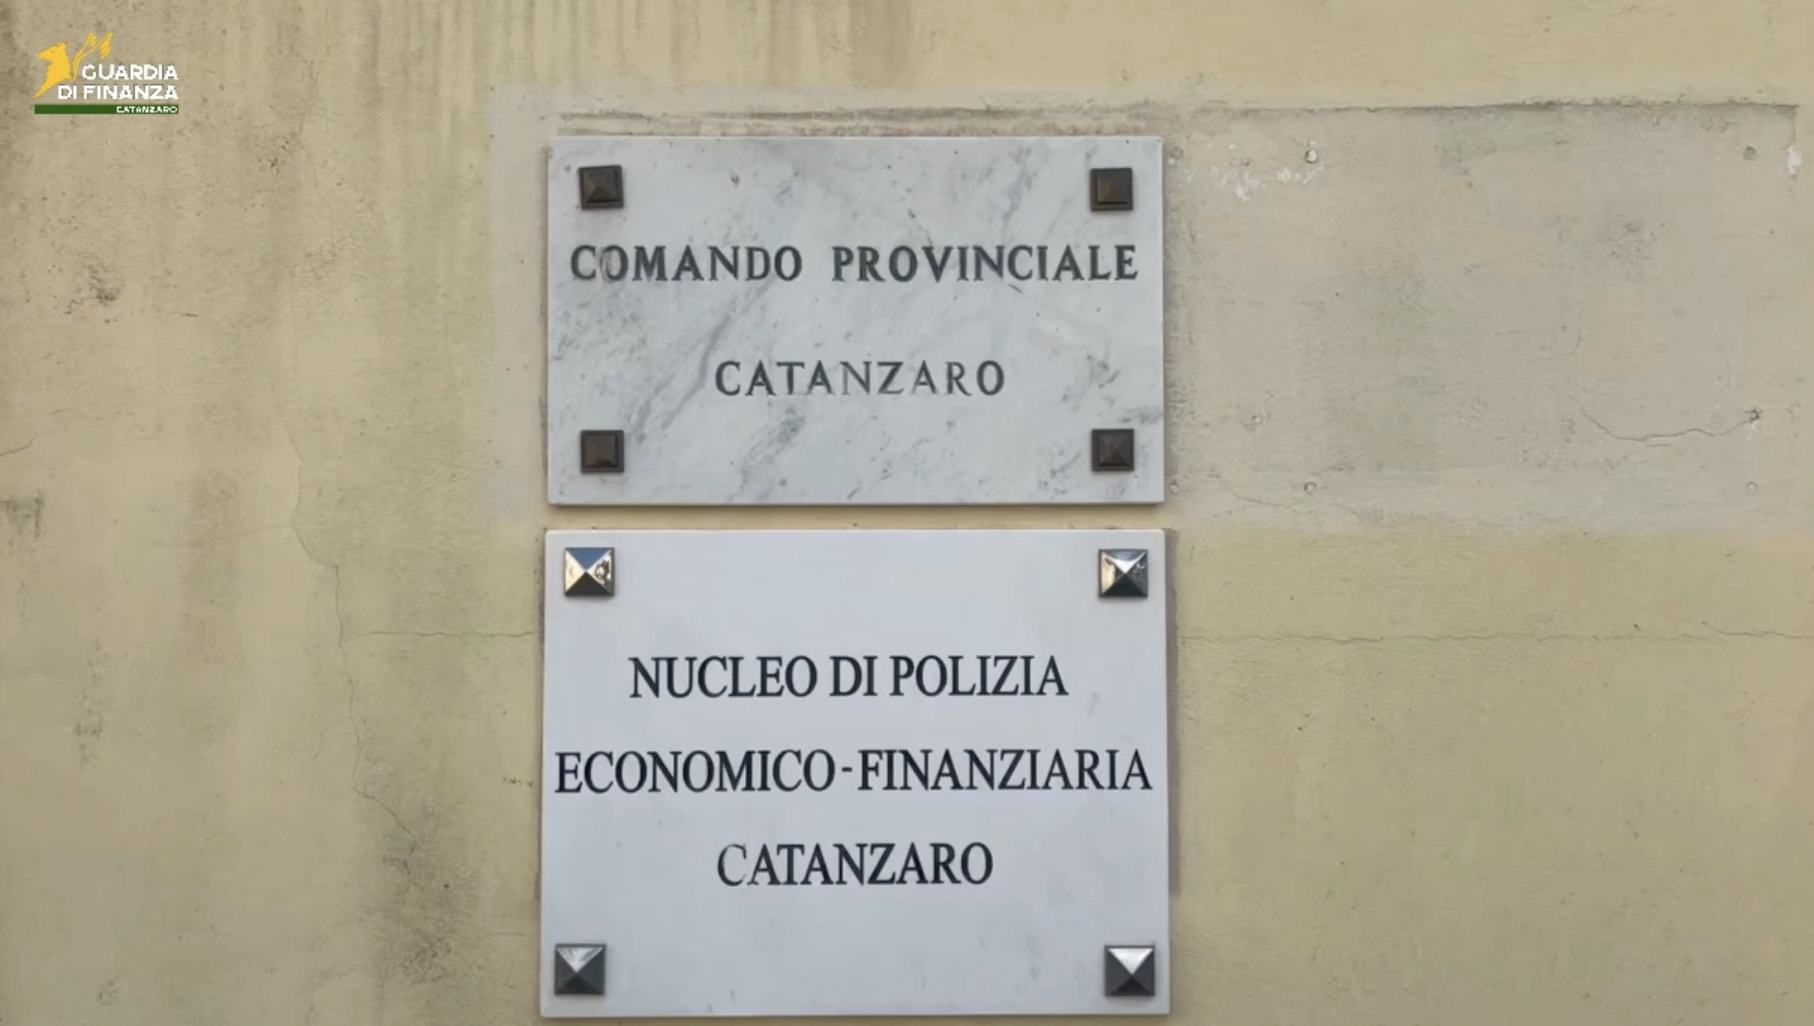 GUARDIA
DI FINANZA
CATANZARO
COMANDO PROVINCIALE
CATANZARO
NUCLEO DI POLIZIA
ECONOMICO-FINANZIARIA
CATANZARO